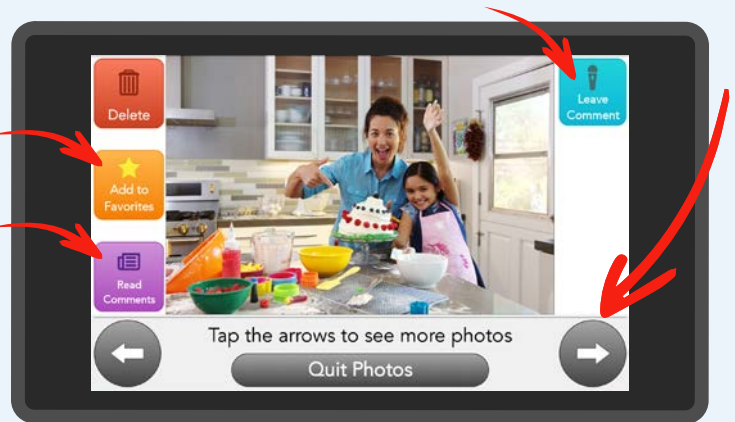 Delete
Leave
Comment
Add to
Favorites
Read
Comments
Tap the arrows to see more photos
Quit Photos